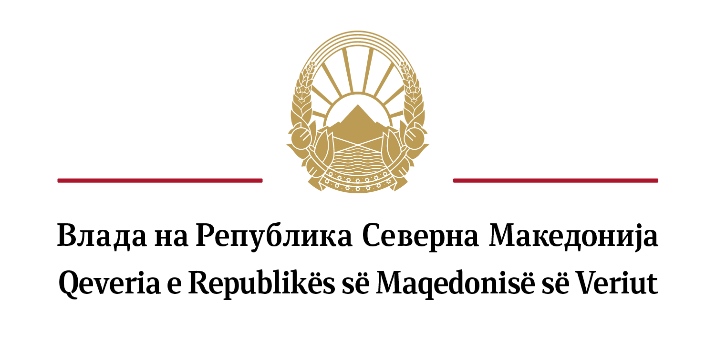 Влада на Република Северна Македонија
Qeveria e Republikës së Maqedonisë së Veriut